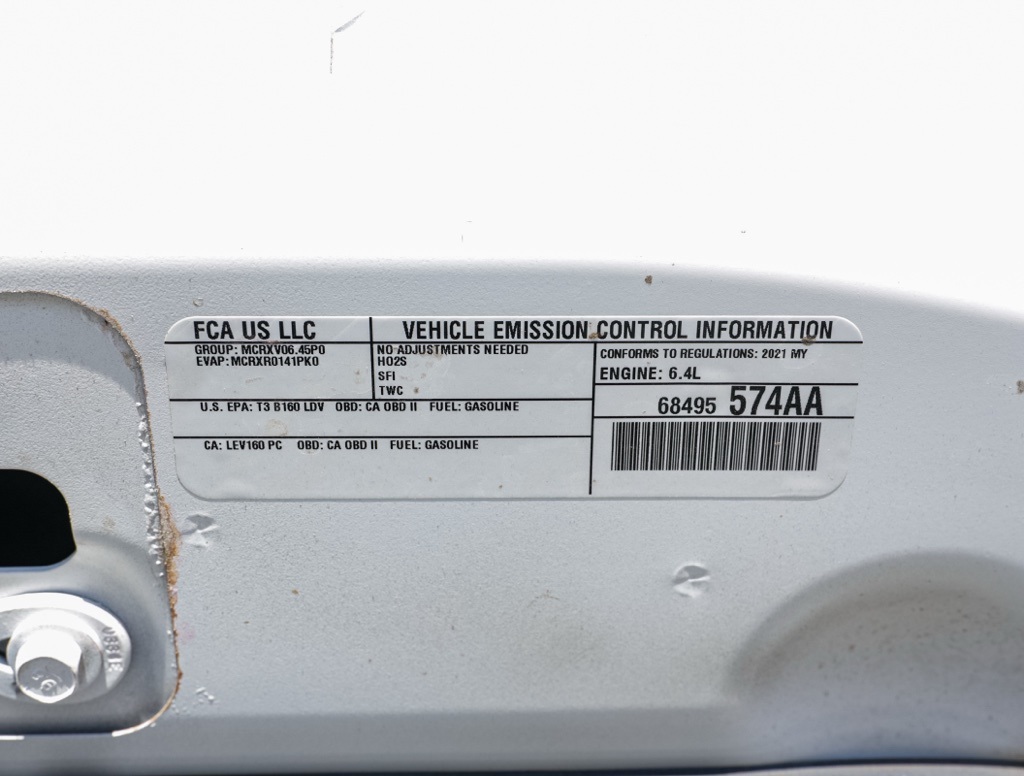 FCA US LLC
VEHICLE EMISSION CONTROL INFORMATION
GROUP: MCRXV06.45P0
EVAP: MCRXR0141PK0
NO ADJUSTMENTS NEEDED
HO2S
SFI
TWC
CONFORMS TO REGULATIONS: 2021 MY
ENGINE: 6.4L
U.S. EPA: T3 B160 LDV OBD: CA OBD II FUEL: GASOLINE
CA: LEV160 PC OBD: CA OBD II FUEL: GASOLINE
68495 574AA